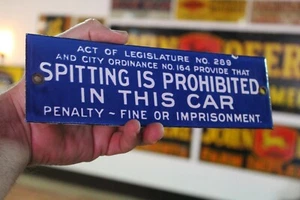 ACT OF LEGISLATURE NO. 269
AND CITY ORDINANCE NO. 164 PROVIDE THAT
SPITTING IS PROHIBITED
IN THIS CAR
PENALTY ~ FINE OR IMPRISONMENT.